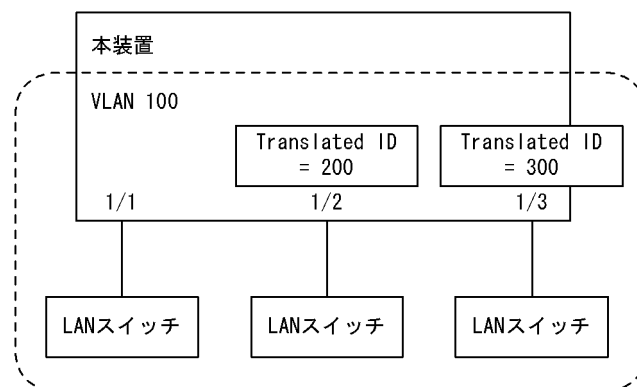 本装置
VLAN 100
Translated ID
= 200
Translated ID
= 300
1/1
1/2
1/3
LANスイッチ
LANスイッチ
LANスイッチ